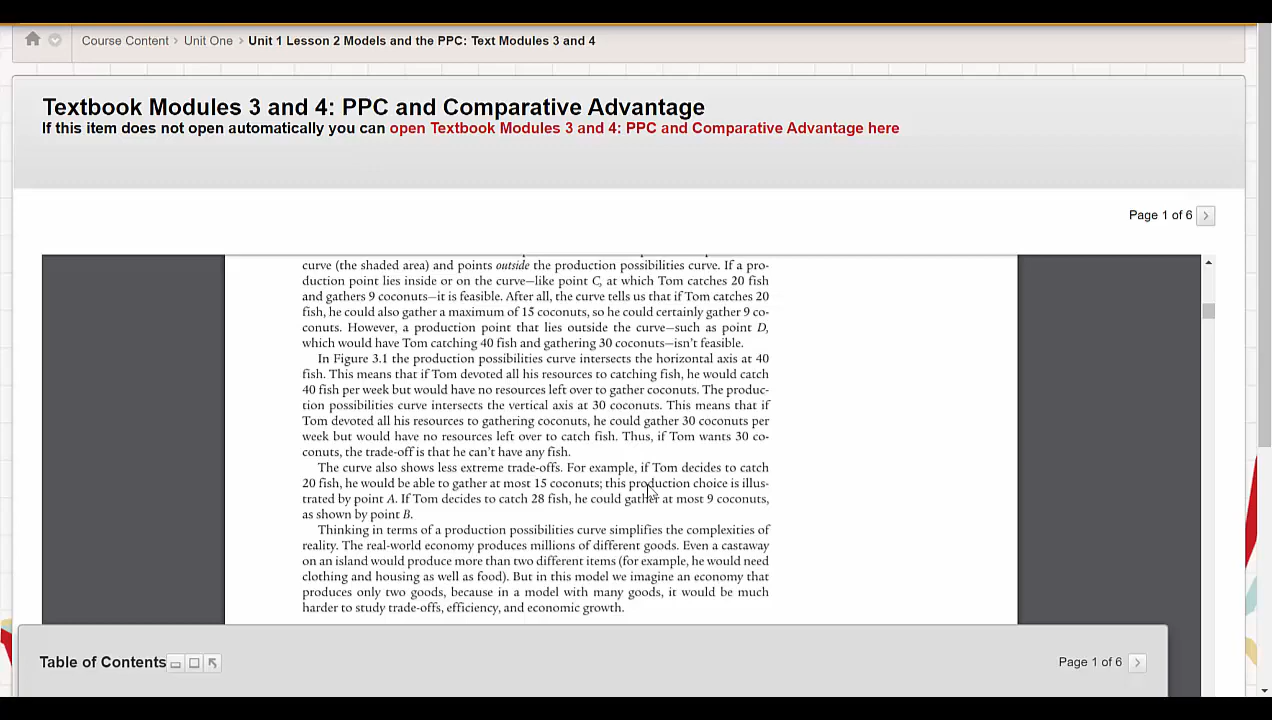 Course Content > Unit One > Unit 1 Lesson 2 Models and the PPC: Text Modules 3 and 4
Textbook Modules 3 and 4: PPC and Comparative Advantage
If this item does not open automatically you can open Textbook Modules 3 and 4: PPC and Comparative Advantage here
Page 1 of 6 >
curve (the shaded area) and points outside the production possibilities curve. If a pro-
duction point lies inside or on the curve—like point C, at which Tom catches 20 fish
and gathers 9 coconuts—it is feasible. After all, the curve tells us that if Tom catches 20
fish, he could also gather a maximum of 15 coconuts, so he could certainly gather 9 co-
conuts. However, a production point that lies outside the curve—such as point D,
which would have Tom catching 40 fish and gathering 30 coconuts—isn't feasible.
In Figure 3.1 the production possibilities curve intersects the horizontal axis at 40
fish. This means that if Tom devoted all his resources to catching fish, he would catch
40 fish per week but would have no resources left over to gather coconuts. The produc-
tion possibilities curve intersects the vertical axis at 30 coconuts. This means that if
Tom devoted all his resources to gathering coconuts, he could gather 30 coconuts per
week but would have no resources left over to catch fish. Thus, if Tom wants 30 co-
conuts, the trade-off is that he can't have any fish.
The curve also shows less extreme trade-offs. For example, if Tom decides to catch
20 fish, he would be able to gather at most 15 coconuts; this production choice is illus-
trated by point A. If Tom decides to catch 28 fish, he could gather at most 9 coconuts,
as shown by point B.
Thinking in terms of a production possibilities curve simplifies the complexities of
reality. The real-world economy produces millions of different goods. Even a castaway
on an island would produce more than two different items (for example, he would need
clothing and housing as well as food). But in this model we imagine an economy that
produces only two goods, because in a model with many goods, it would be much
harder to study trade-offs, efficiency, and economic growth.
Table of Contents
Page 1 of 6 >